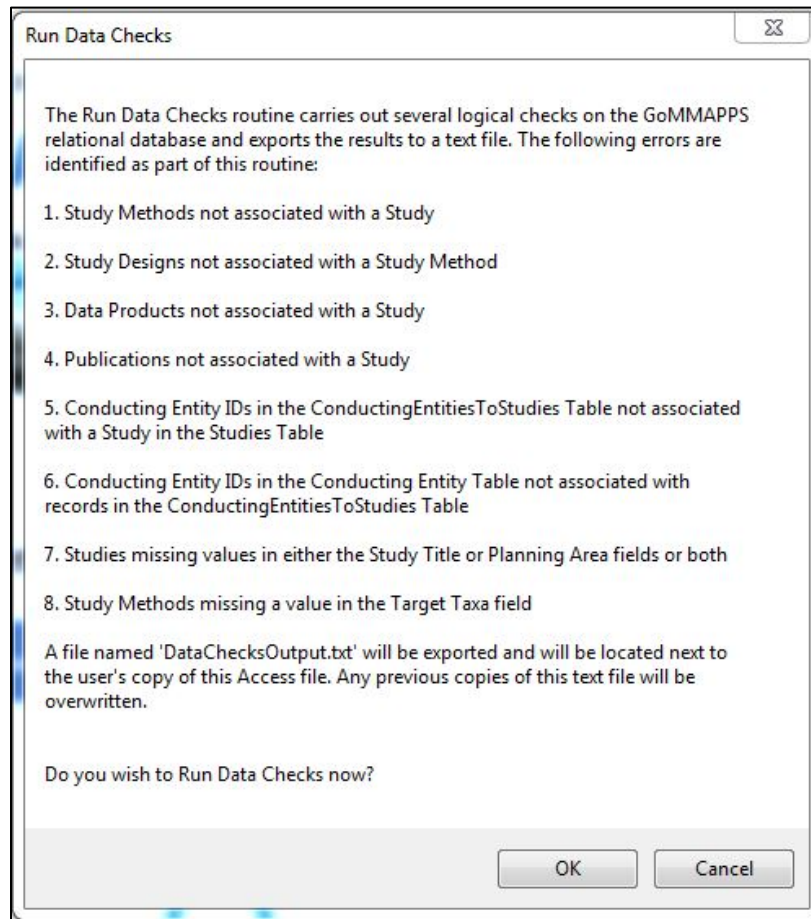 Run Data Checks
The Run Data Checks routine carries out several logical checks on the GoMMAPPS
relational database and exports the results to a text file. The following errors are
identified as part of this routine:
1. Study Methods not associated with a Study
2. Study Designs not associated with a Study Method
3. Data Products not associated with a Study
4. Publications not associated with a Study
5. Conducting Entity IDs in the ConductingEntitiesToStudies Table not associated
with a Study in the Studies Table
6. Conducting Entity IDs in the Conducting Entity Table not associated with
records in the ConductingEntitiesToStudies Table
7. Studies missing values in either the Study Title or Planning Area fields or both
8. Study Methods missing a value in the Target Taxa field
A file named 'DataChecksOutput.txt' will be exported and will be located next to
the user's copy of this Access file. Any previous copies of this text file will be
overwritten.
Do you wish to Run Data Checks now?
OK
Cancel